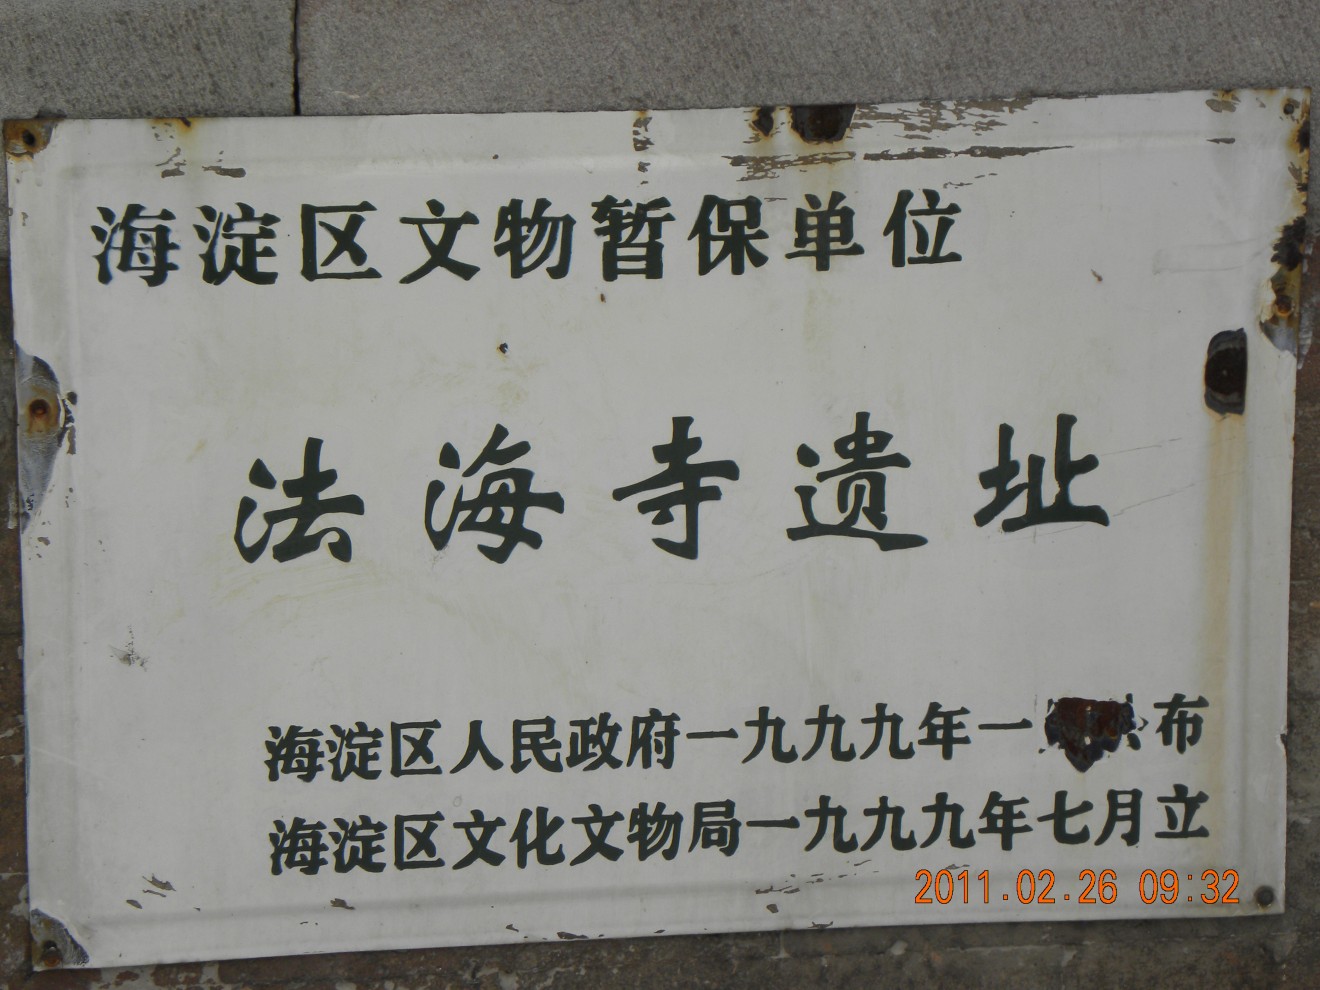 海淀区文物暂保单位
法海寺遗址
海淀区人民政府一九九九年一 布
海淀区文化文物局一九九九年七月立
2011.02.26 09:32